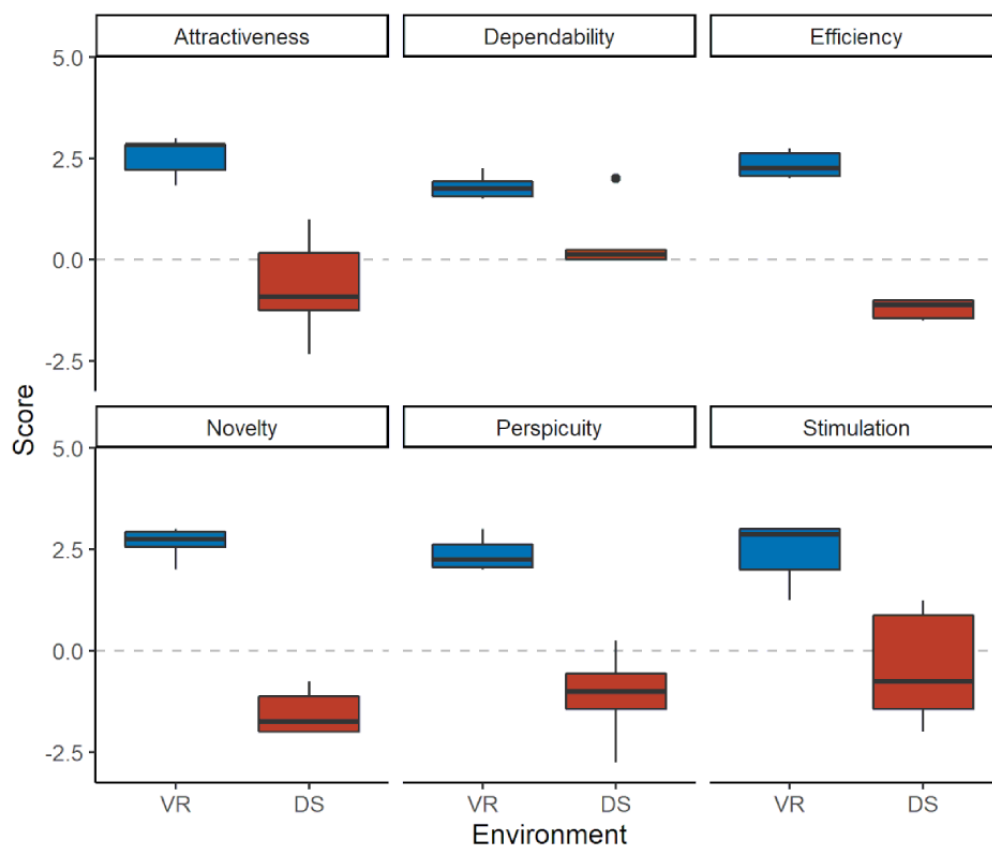 Attractiveness
Dependability
Efficiency
5.0
2.5
0.0
-2.5
Score
Novelty
Perspicuity
Stimulation
5.0
2.5
0.0
-2.5
VR
DS
VR
DS
VR
DS
Environment